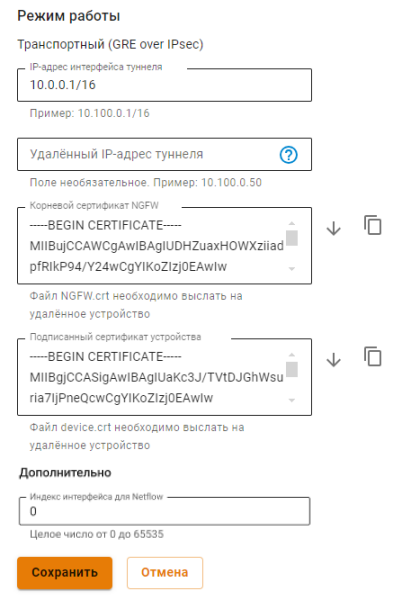 Режим работы
Транспортный (GRE over IPsec)
IP-адрес интерфейса туннеля
10.0.0.1/16
Пример: 10.100.0.1/16
Удалённый IP-адрес туннеля
Поле необязательное. Пример: 10.100.0.50
Корневой сертификат NGFW
-----BEGIN CERTIFICATE-----
MIIBujCCAWCgAwIBAgIUDHZuaxHOWXziiad
pfRIkP94/Y24wCgYIKoZIzj0EAwIw
Файл NGFW.crt необходимо выслать на
удалённое устройство
Подписанный сертификат устройства
-----BEGIN CERTIFICATE-----
MIIBgjCCASigAwIBAgIUaKc3J/TVtDJGhWsu
ria7IjPneQcwCgYIKoZIzj0EAwIw
Файл device.crt необходимо выслать на
удалённое устройство
Дополнительно
Индекс интерфейса для Netflow
0
Целое число от 0 до 65535
Сохранить
Отмена